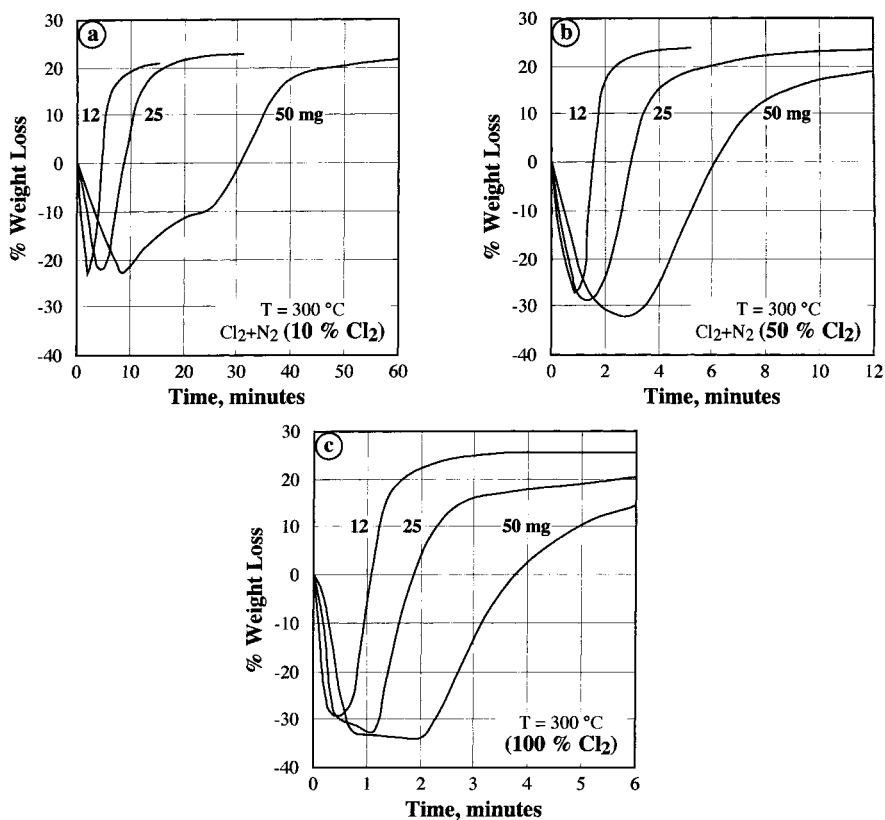 a
% Weight Loss
30
20
10
0
-10
-20
-30
-40
12
25
50 mg
T = 300 °C
Cl₂+N₂ (10 % Cl₂)
0 10 20 30 40 50 60
Time, minutes
b
% Weight Loss
30
20
10
0
-10
-20
-30
-40
12
25
50 mg
T = 300 °C
Cl₂+N₂ (50 % Cl₂)
0 2 4 6 8 10 12
Time, minutes
c
% Weight Loss
30
20
10
0
-10
-20
-30
-40
12
25
50 mg
T = 300 °C
(100 % Cl₂)
0 1 2 3 4 5 6
Time, minutes